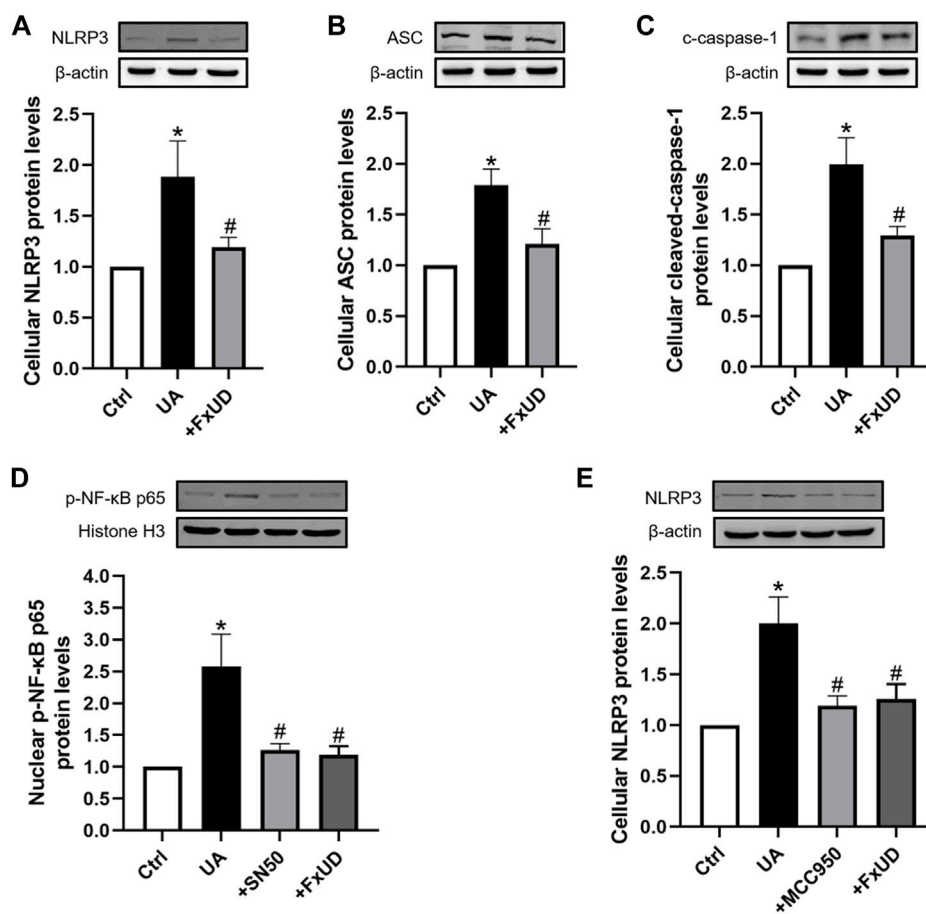 A
NLRP3
β-actin
Cellular NLRP3 protein levels
2.5
2.0
1.5
1.0
0.5
0.0
*
#
Ctrl
UA
+FxUD
B
ASC
β-actin
Cellular ASC protein levels
2.5
2.0
1.5
1.0
0.5
0.0
*
#
Ctrl
UA
+FxUD
C
c-caspase-1
β-actin
Cellular cleaved-caspase-1
protein levels
2.5
2.0
1.5
1.0
0.5
0.0
*
#
Ctrl
UA
+FxUD
D
p-NF-κB p65
Histone H3
Nuclear p-NF-κB p65
protein levels
4.0
3.5
3.0
2.5
2.0
1.5
1.0
0.5
0.0
*
#
#
Ctrl
UA
+SN50
+FxUD
E
NLRP3
β-actin
Cellular NLRP3 protein levels
2.5
2.0
1.5
1.0
0.5
0.0
*
#
#
Ctrl
UA
+MCC950
+FxUD